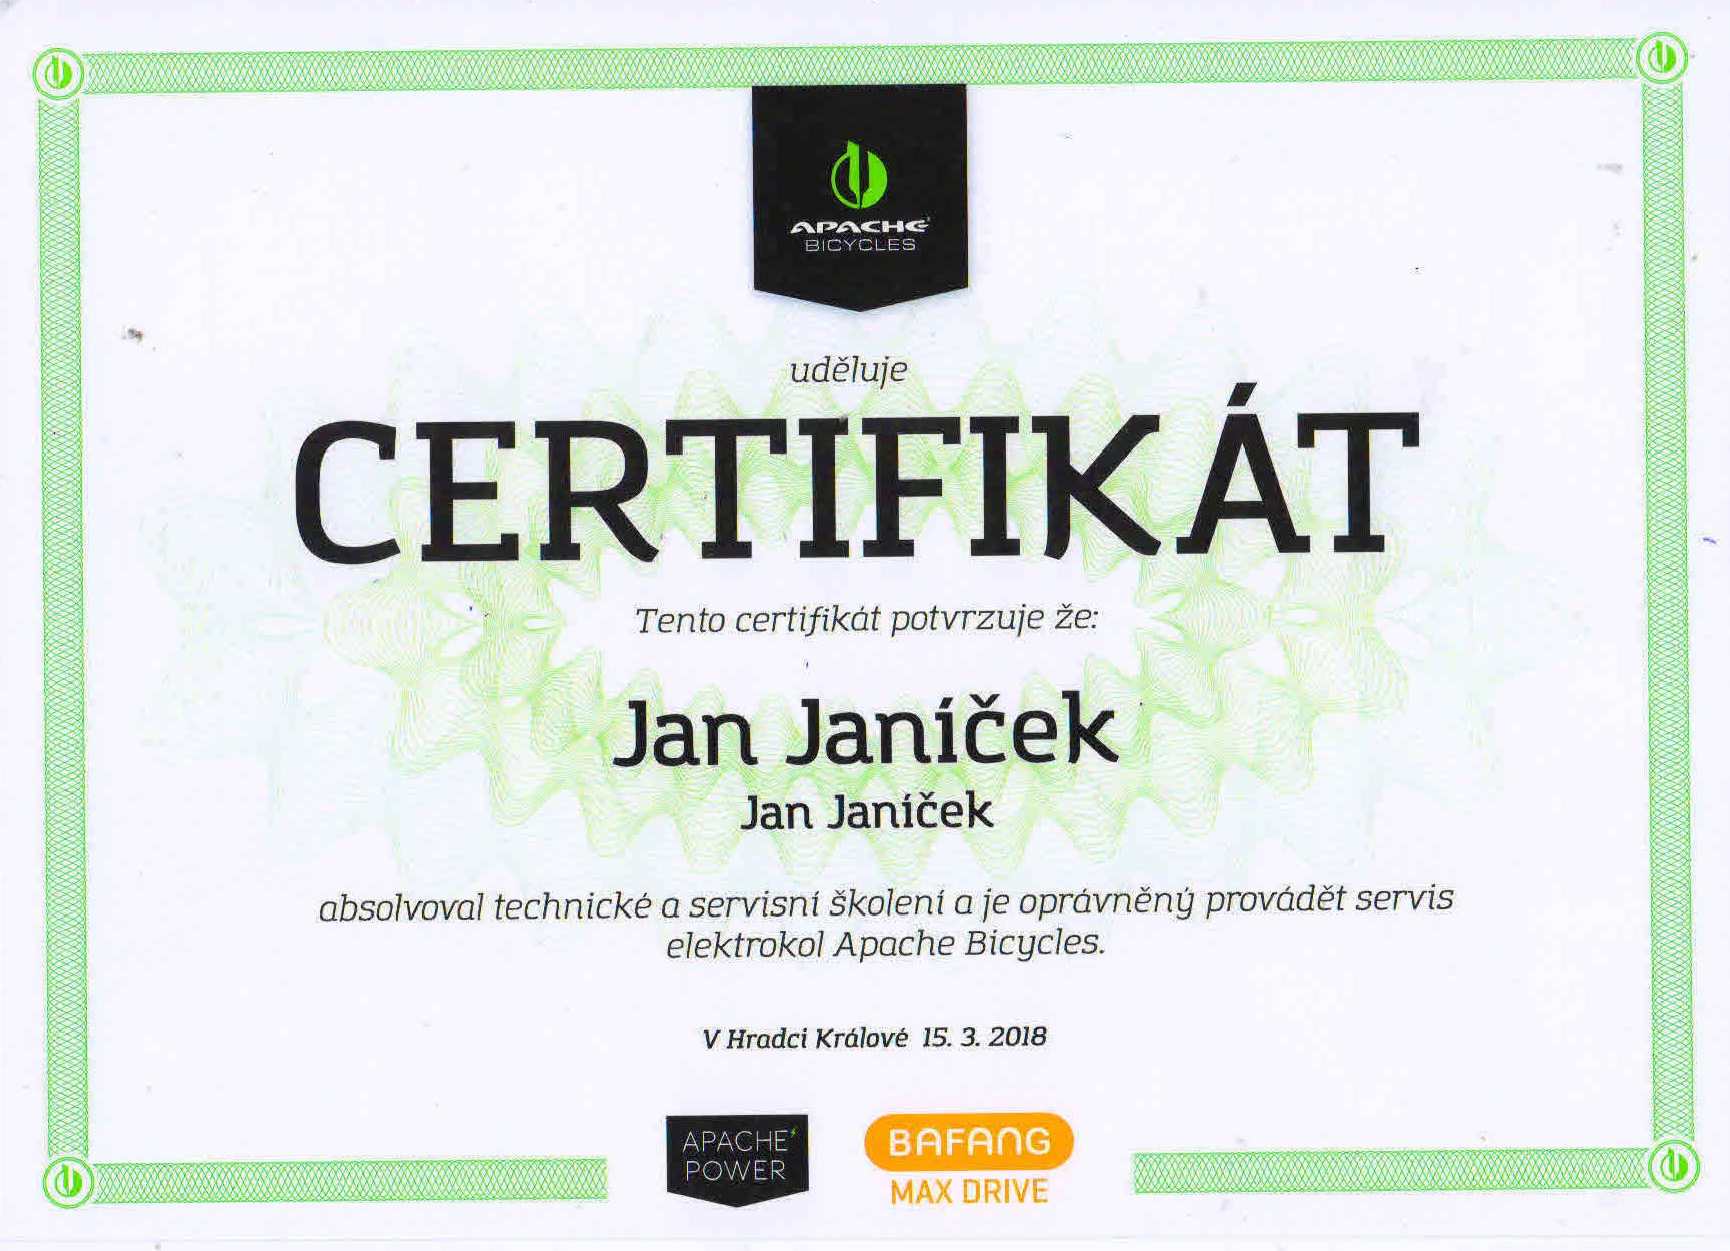 APACHE
BICYCLES
uděluje
CERTIFIKÁT
Tento certifikát potvrzuje že:
Jan Janíček
Jan Janíček
absolvoval technické a servisní školení a je oprávněný provádět servis
elektrokol Apache Bicycles.
V Hradci Králové 15. 3. 2018
APACHE
POWER
BAFANG
MAX DRIVE